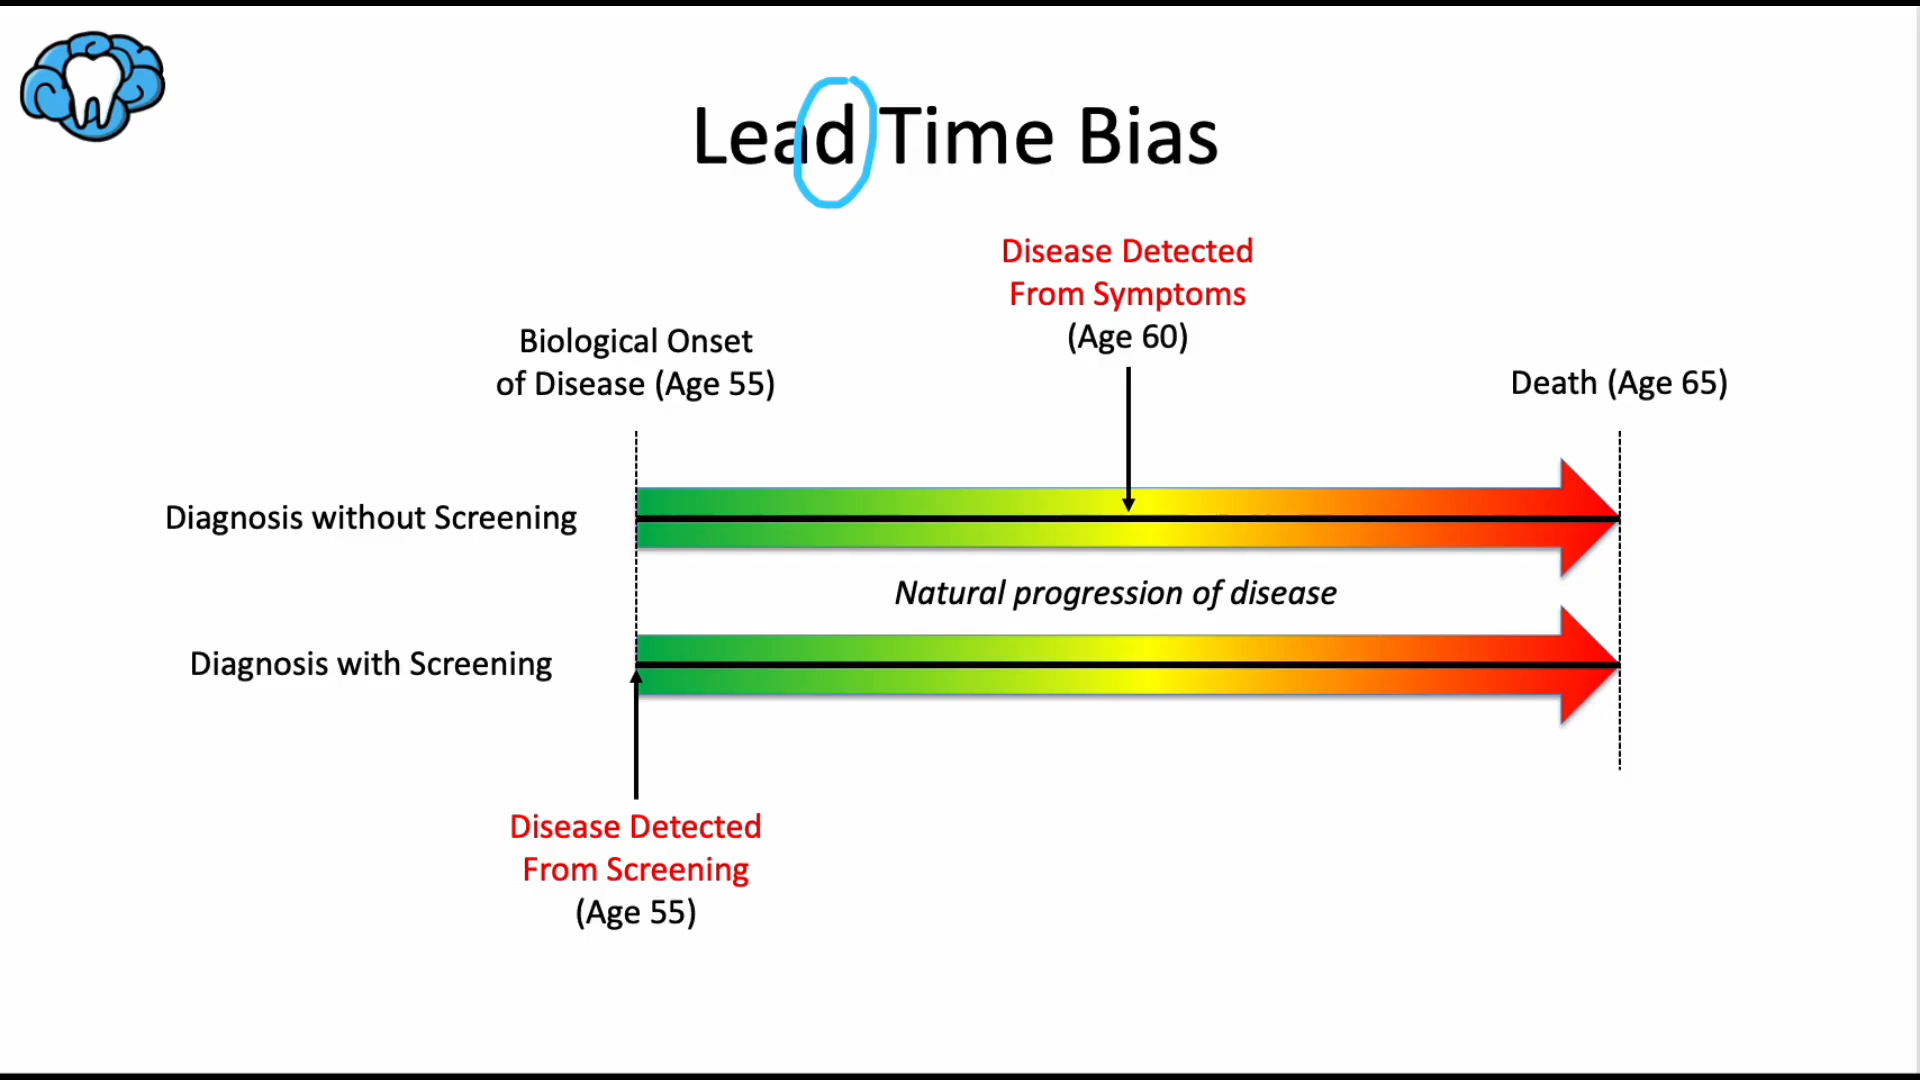 Lead Time Bias
Disease Detected
From Symptoms
(Age 60)
Biological Onset
of Disease (Age 55)
Death (Age 65)
Diagnosis without Screening
Natural progression of disease
Diagnosis with Screening
Disease Detected
From Screening
(Age 55)